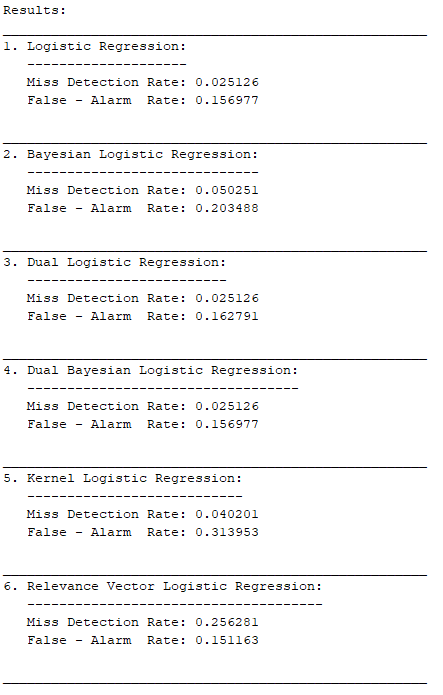 Results:
1. Logistic Regression:
--------------------
Miss Detection Rate: 0.025126
False - Alarm  Rate: 0.156977
2. Bayesian Logistic Regression:
-----------------------------
Miss Detection Rate: 0.050251
False - Alarm  Rate: 0.203488
3. Dual Logistic Regression:
-------------------------
Miss Detection Rate: 0.025126
False - Alarm  Rate: 0.162791
4. Dual Bayesian Logistic Regression:
----------------------------------
Miss Detection Rate: 0.025126
False - Alarm  Rate: 0.156977
5. Kernel Logistic Regression:
---------------------------
Miss Detection Rate: 0.040201
False - Alarm  Rate: 0.313953
6. Relevance Vector Logistic Regression:
-------------------------------------
Miss Detection Rate: 0.256281
False - Alarm  Rate: 0.151163